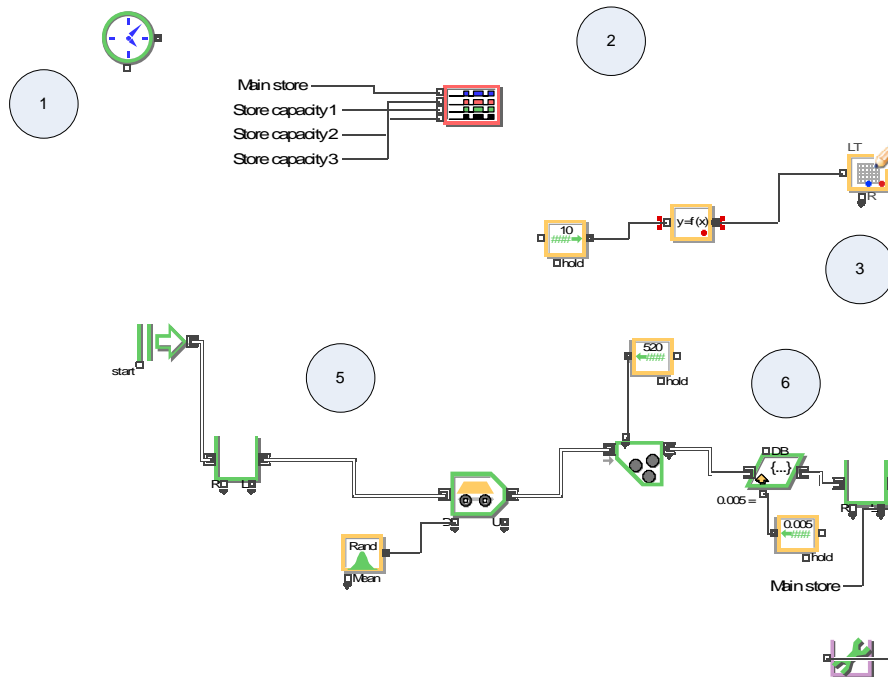 1
2
Main store
Store capacity1
Store capacity2
Store capacity3
LT
R
10
y=f(x)
hold
3
start
5
520
hold
6
DB
{...}
0.005 =
0.005
hold
R
L
U
Rand
Mean
R
Main store